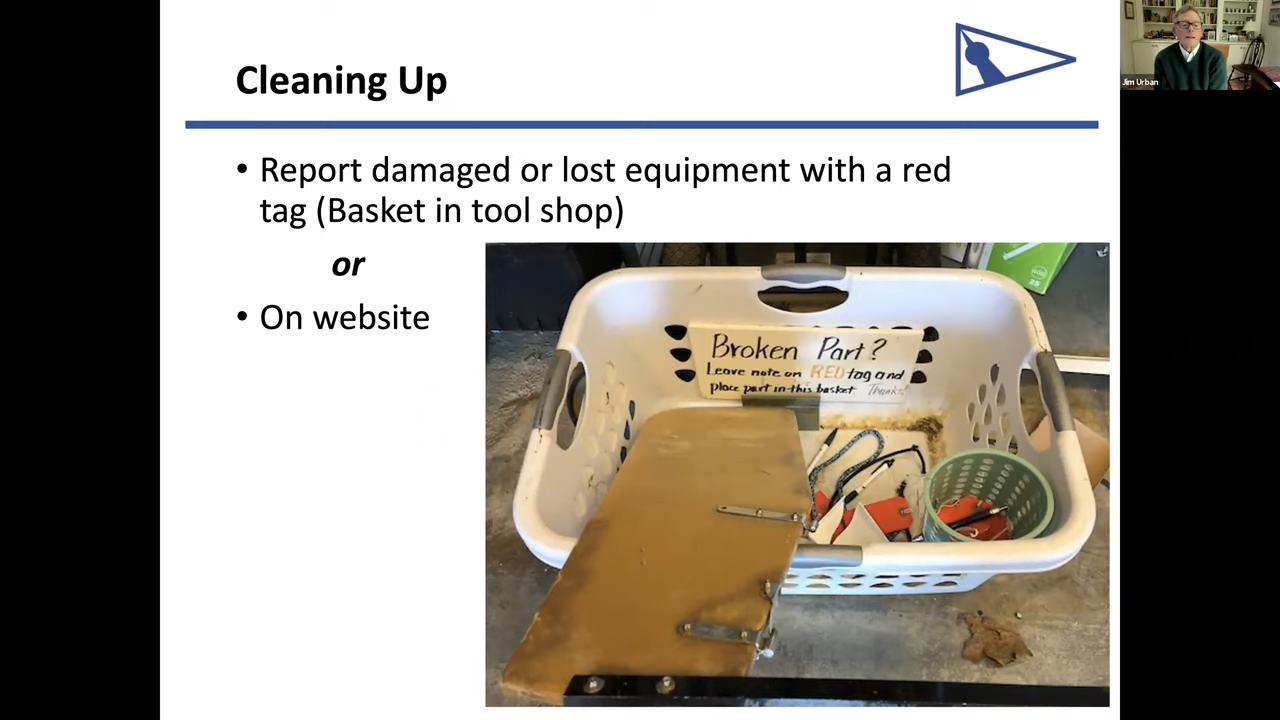 Cleaning Up
Jim Urban
• Report damaged or lost equipment with a red
tag (Basket in tool shop)
or
• On website
Broken Part?
Leave note on RED tag and
place part in this basket. Thanks!
25